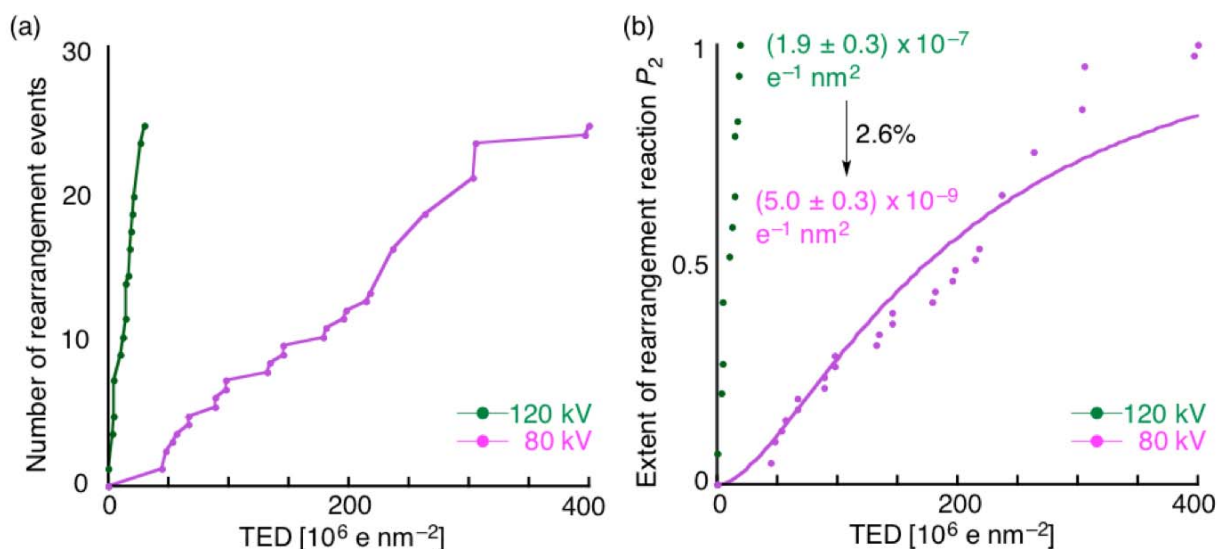 (a)
30
20
10
0
Number of rearrangement events
0
200
400
TED [10⁶ e nm⁻²]
120 kV
80 kV
(b)
1
0.5
0
Extent of rearrangement reaction P₂
(1.9 ± 0.3) x 10⁻⁷
e⁻¹ nm²
2.6%
(5.0 ± 0.3) x 10⁻⁹
e⁻¹ nm²
0
200
400
TED [10⁶ e nm⁻²]
120 kV
80 kV